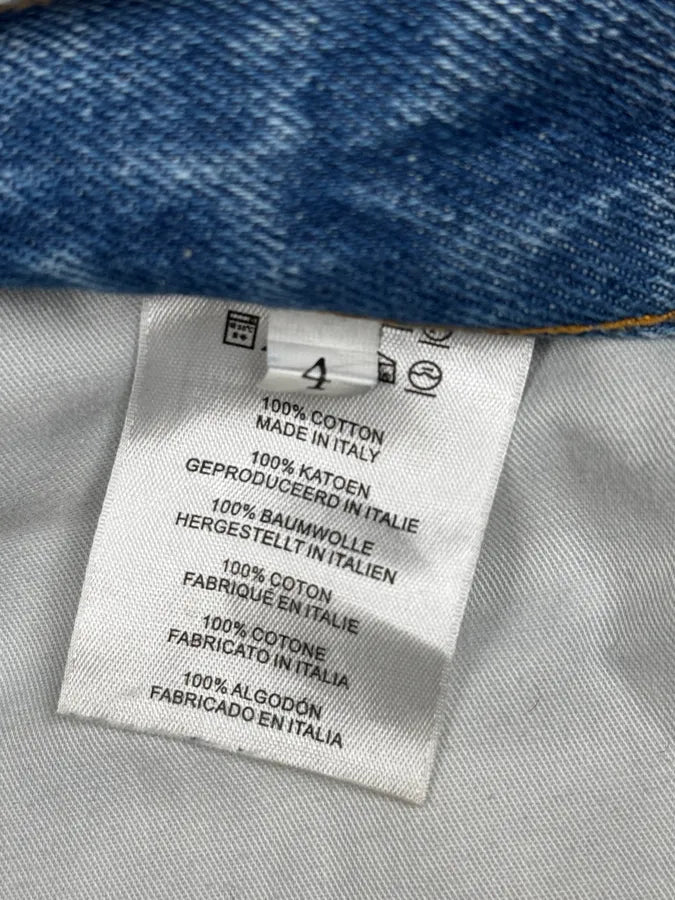 4
100% COTTON
MADE IN ITALY
100% KATOEN
GEPRODUCEERD IN ITALIE
100% BAUMWOLLE
HERGESTELLT IN ITALIEN
100% COTON
FABRIQUÉ EN ITALIE
100% COTONE
FABRICATO IN ITALIA
100% ALGODÓN
FABRICADO EN ITALIA